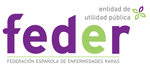 entidad de
utilidad pública
feder
FEDERACIÓN ESPAÑOLA DE ENFERMEDADES RARAS